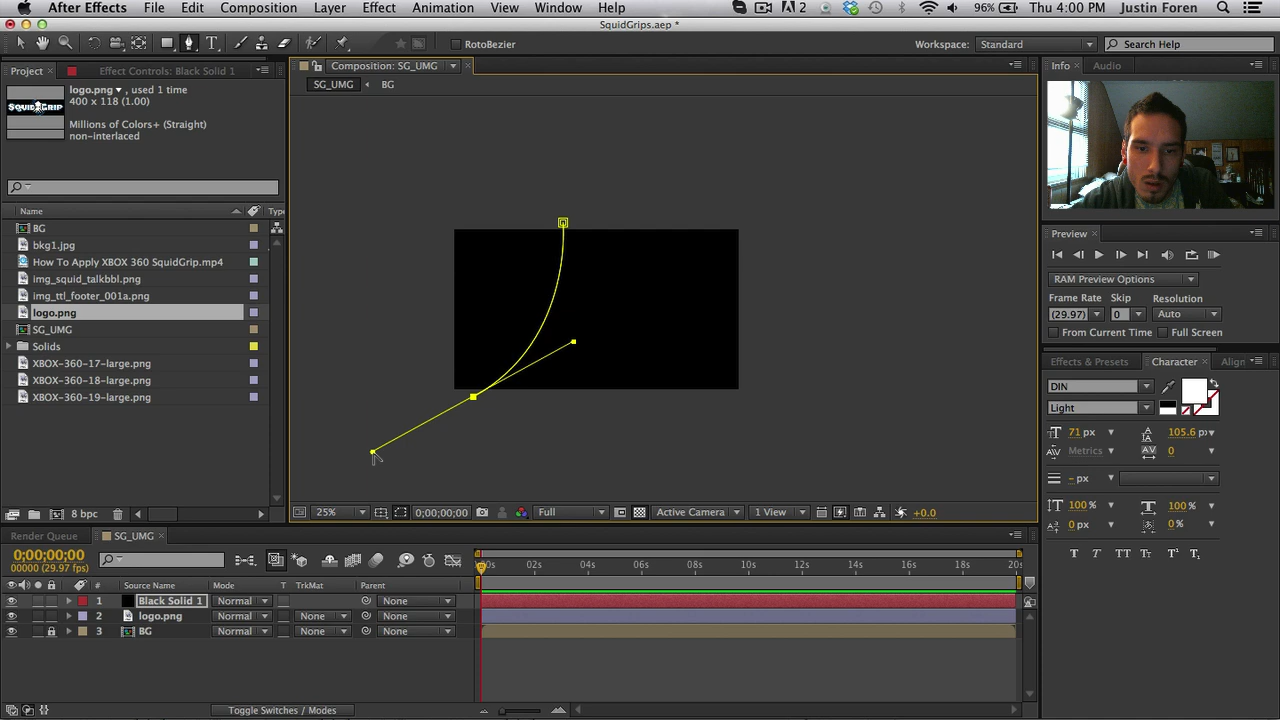 After Effects File Edit Composition Layer Effect Animation View Window Help 2 96% Thu 4:00 PM Justin Foren
SquidGrips.aep *
RotoBezier Workspace: Standard Search Help
Project Effect Controls: Black Solid 1 Composition: SG_UMG Info Audio
SG_UMG BG
logo.png, used 1 time
400 x 118 (1.00)
SQUIDGRIP
Millions of Colors+ (Straight)
non-interlaced
Name Type
BG
bkg1.jpg
How To Apply XBOX 360 SquidGrip.mp4
img_squid_talkbbl.png
img_ttl_footer_001a.png
logo.png
SG_UMG
Solids
XBOX-360-17-large.png
XBOX-360-18-large.png
XBOX-360-19-large.png
8 bpc
Preview
RAM Preview Options
Frame Rate Skip Resolution
(29.97) 0 Auto
From Current Time Full Screen
Effects & Presets Character Align
DIN
Light
71 px 105.6 px
Metrics 0
- px
100 % 100 %
0 px 0 %
T T TT Tr T¹ T₁
25% 0;00;00;00 Full Active Camera 1 View +0.0
Render Queue SG_UMG
0;00;00;00
00000 (29.97 fps)
:00s 02s 04s 06s 08s 10s 12s 14s 16s 18s 20s
# Source Name Mode T TrkMat Parent
1 Black Solid 1 Normal None
2 logo.png Normal None None
3 BG Normal None None
Toggle Switches / Modes